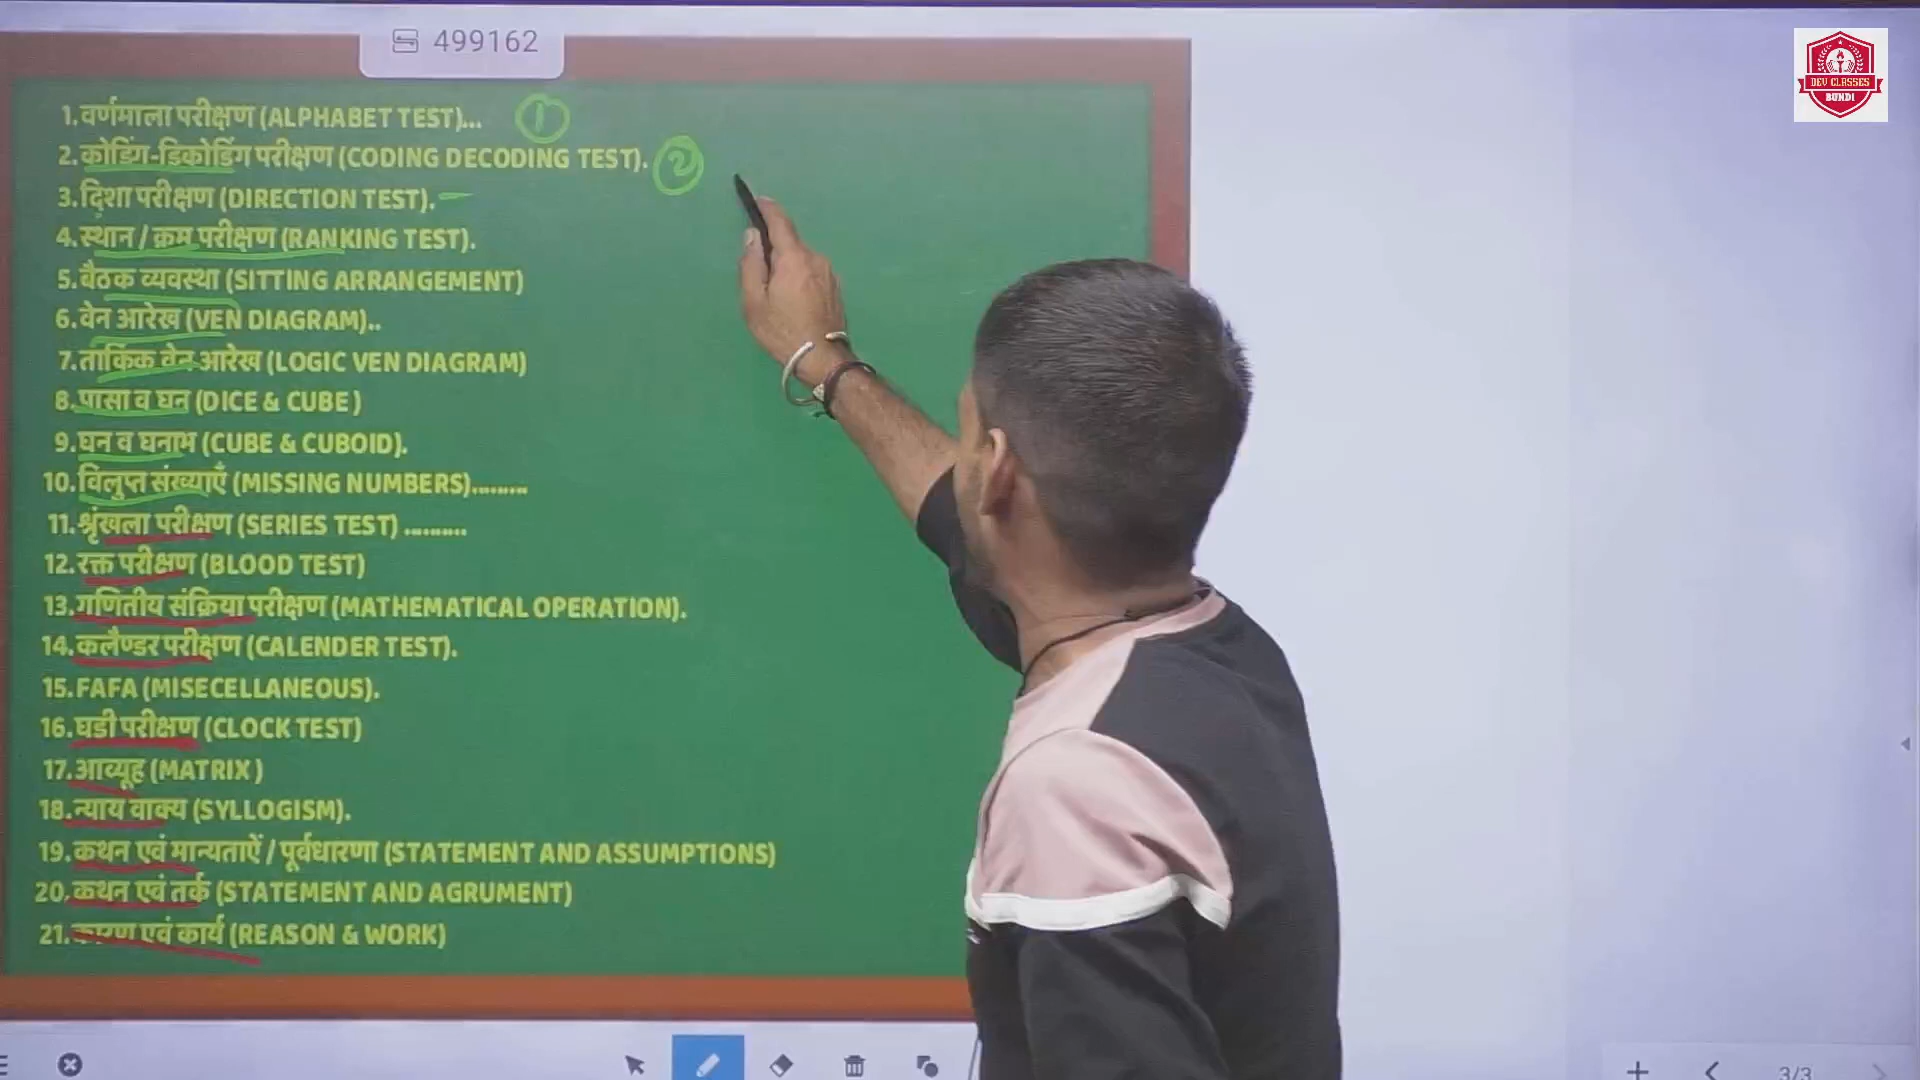 499162
DEV CLASSES
BUNDI
1. वर्णमाला परीक्षण (ALPHABET TEST)... 1
2. कोडिंग-डिकोडिंग परीक्षण (CODING DECODING TEST). 2
3. दिशा परीक्षण (DIRECTION TEST).
4. स्थान / क्रम परीक्षण (RANKING TEST).
5. बैठक व्यवस्था (SITTING ARRANGEMENT)
6. वेन आरेख (VEN DIAGRAM)..
7. तार्किक वेन आरेख (LOGIC VEN DIAGRAM)
8. पासा व घन (DICE & CUBE )
9. घन व घनाभ (CUBE & CUBOID).
10. विलुप्त संख्याएँ (MISSING NUMBERS).........
11. श्रृंखला परीक्षण (SERIES TEST) ..........
12. रक्त परीक्षण (BLOOD TEST)
13. गणितीय संक्रिया परीक्षण (MATHEMATICAL OPERATION).
14. कलैण्डर परीक्षण (CALENDER TEST).
15. FAFA (MISECELLANEOUS).
16. घडी परीक्षण (CLOCK TEST)
17. आव्यूह (MATRIX )
18. न्याय वाक्य (SYLLOGISM).
19. कथन एवं मान्यताऐं / पूर्वधारणा (STATEMENT AND ASSUMPTIONS)
20. कथन एवं तर्क (STATEMENT AND AGRUMENT)
21. कारण एवं कार्य (REASON & WORK)
3/3